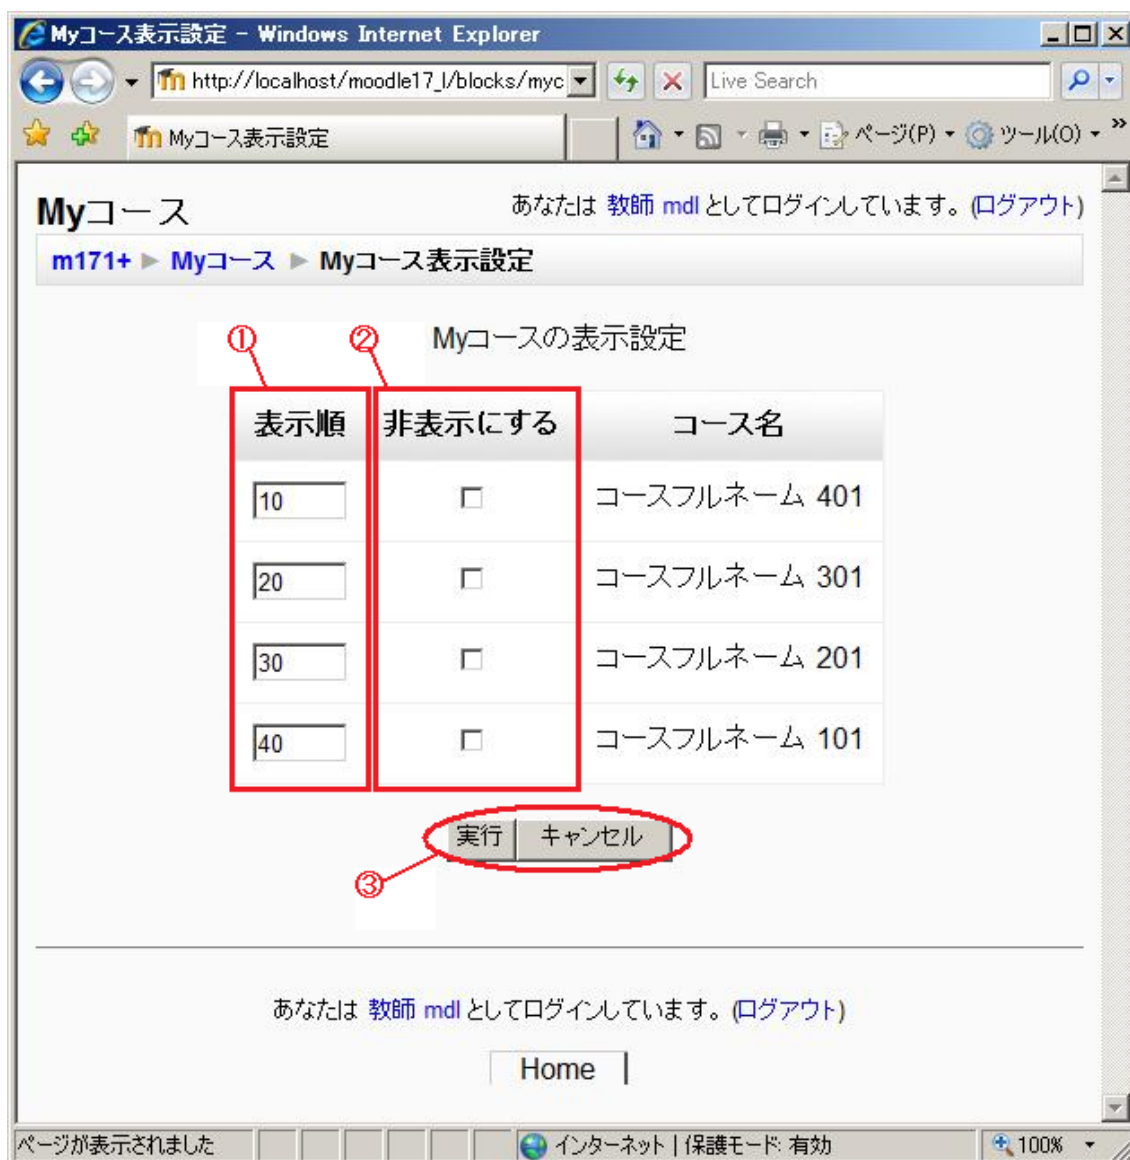 Myコース表示設定 - Windows Internet Explorer
http://localhost/moodle17_l/blocks/myc
Live Search
Myコース表示設定
ページ(P)
ツール(O)
Myコース
あなたは 教師 mdl としてログインしています。(ログアウト)
m171+ ► Myコース ► Myコース表示設定
① ② Myコースの表示設定
表示順 非表示にする コース名
10 コースフルネーム 401
20 コースフルネーム 301
30 コースフルネーム 201
40 コースフルネーム 101
実行 キャンセル
③
あなたは 教師 mdl としてログインしています。(ログアウト)
Home
ページが表示されました
インターネット | 保護モード: 有効
100%